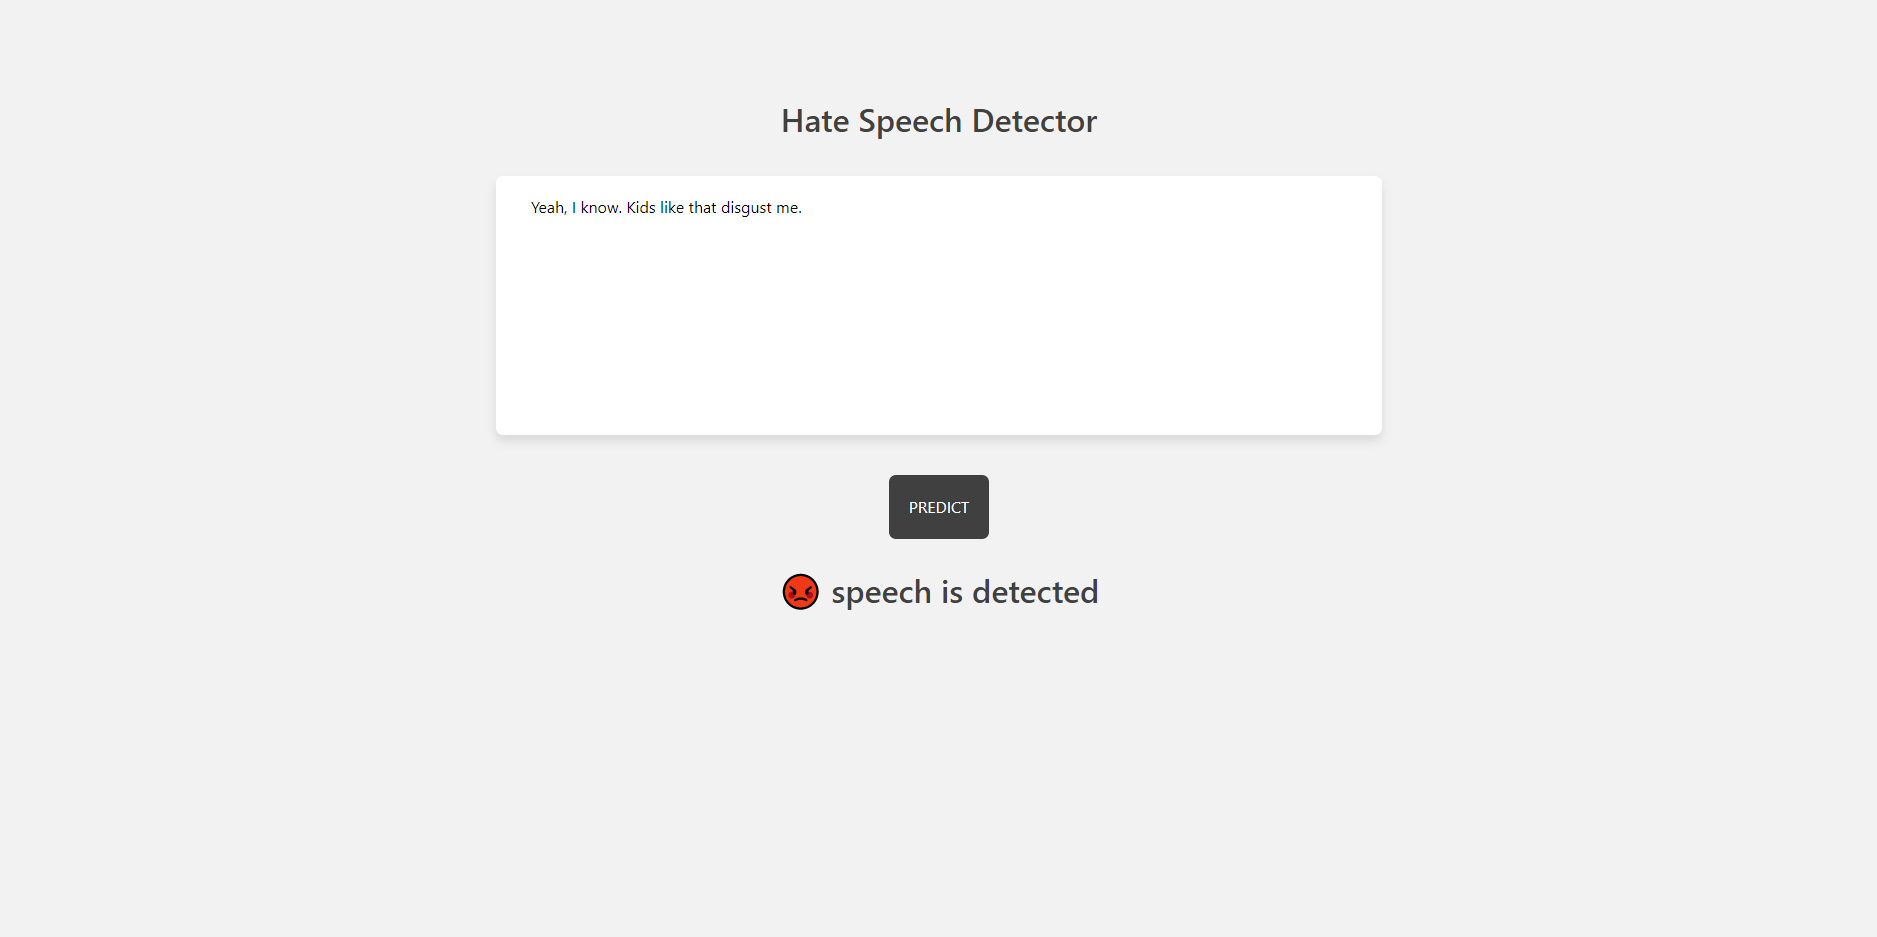 Hate Speech Detector
Yeah, I know. Kids like that disgust me.
PREDICT
speech is detected